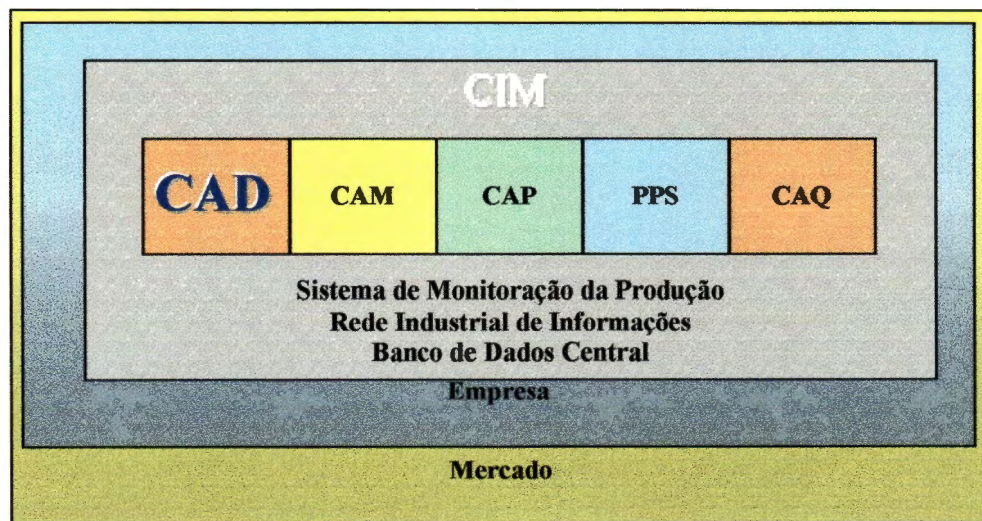 CIM
CAD CAM CAP PPS CAQ
Sistema de Monitoração da Produção
Rede Industrial de Informações
Banco de Dados Central
Empresa
Mercado